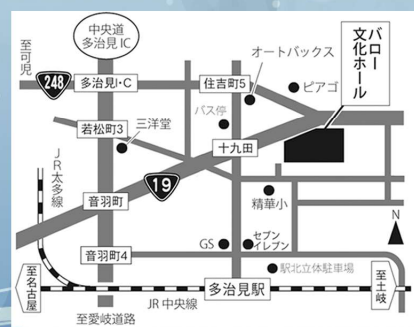 中央道
多治見IC
至可児
248
多治見I・C
住吉町5
オートバックス
ピアゴ
バロー
文化ホール
バス停
若松町3
三洋堂
十九田
JR太多線
19
音羽町
精華小
N
音羽町4
GS
セブン
イレブン
至名古屋
多治見駅
駅北立体駐車場
至土岐
JR中央線
至愛岐道路